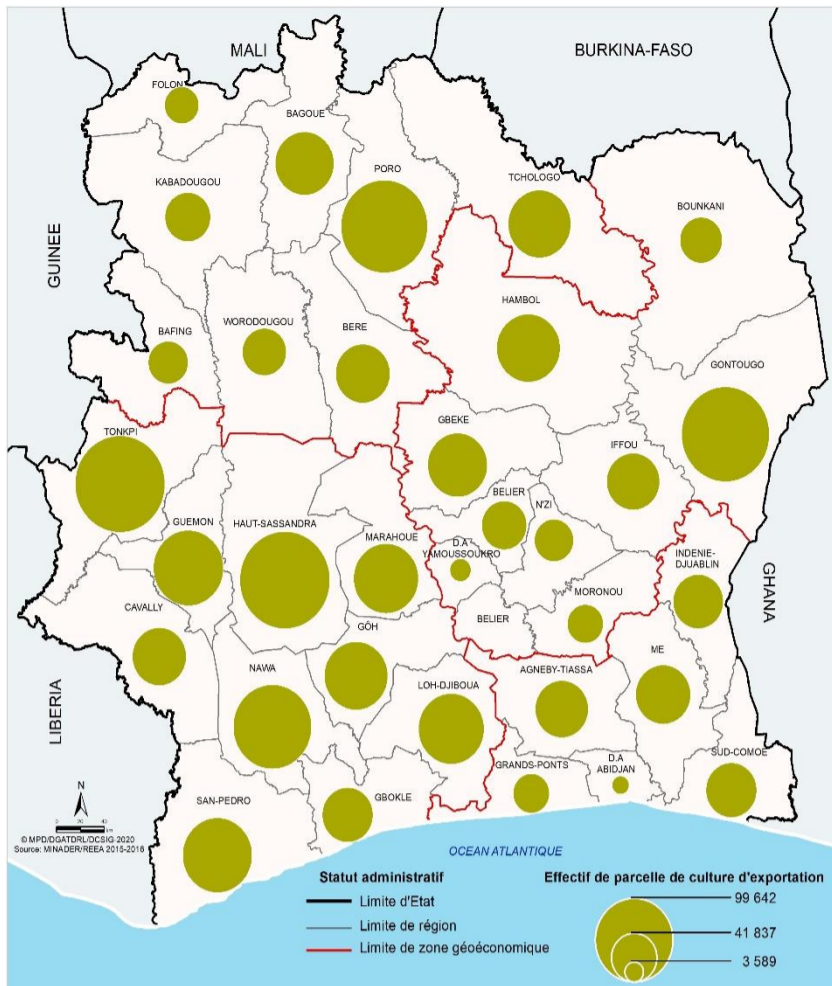 MALI
BURKINA-FASO
FOLON
BAGOUE
KABADOUGOU
PORO
TCHOLOGO
BOUNKANI
GUINEE
HAMBOL
BAFING
WORODOUGOU
BERE
GONTOUGO
TONKPI
GBEKE
IFFOU
BELIER
N'ZI
GUEMON
HAUT-SASSANDRA
MARAHOUE
D.A
YAMOUSSOUKRO
INDENIE-
DJUABLIN
GHANA
CAVALLY
GÔH
BELIER
MORONOU
NAWA
LOH-DJIBOUA
AGNEBY-TIASSA
ME
LIBERIA
GRANDS-PONTS
D.A
ABIDJAN
SUD-COMOE
SAN-PEDRO
GBOKLE
N
0 20 40
km
© MPD/DGATDRL/DCSIG-2020
Source: MINADER/REEA 2015-2016
OCEAN ATLANTIQUE
Statut administratif
Limite d'Etat
Limite de région
Limite de zone géoéconomique
Effectif de parcelle de culture d'exportation
99 642
41 837
3 589